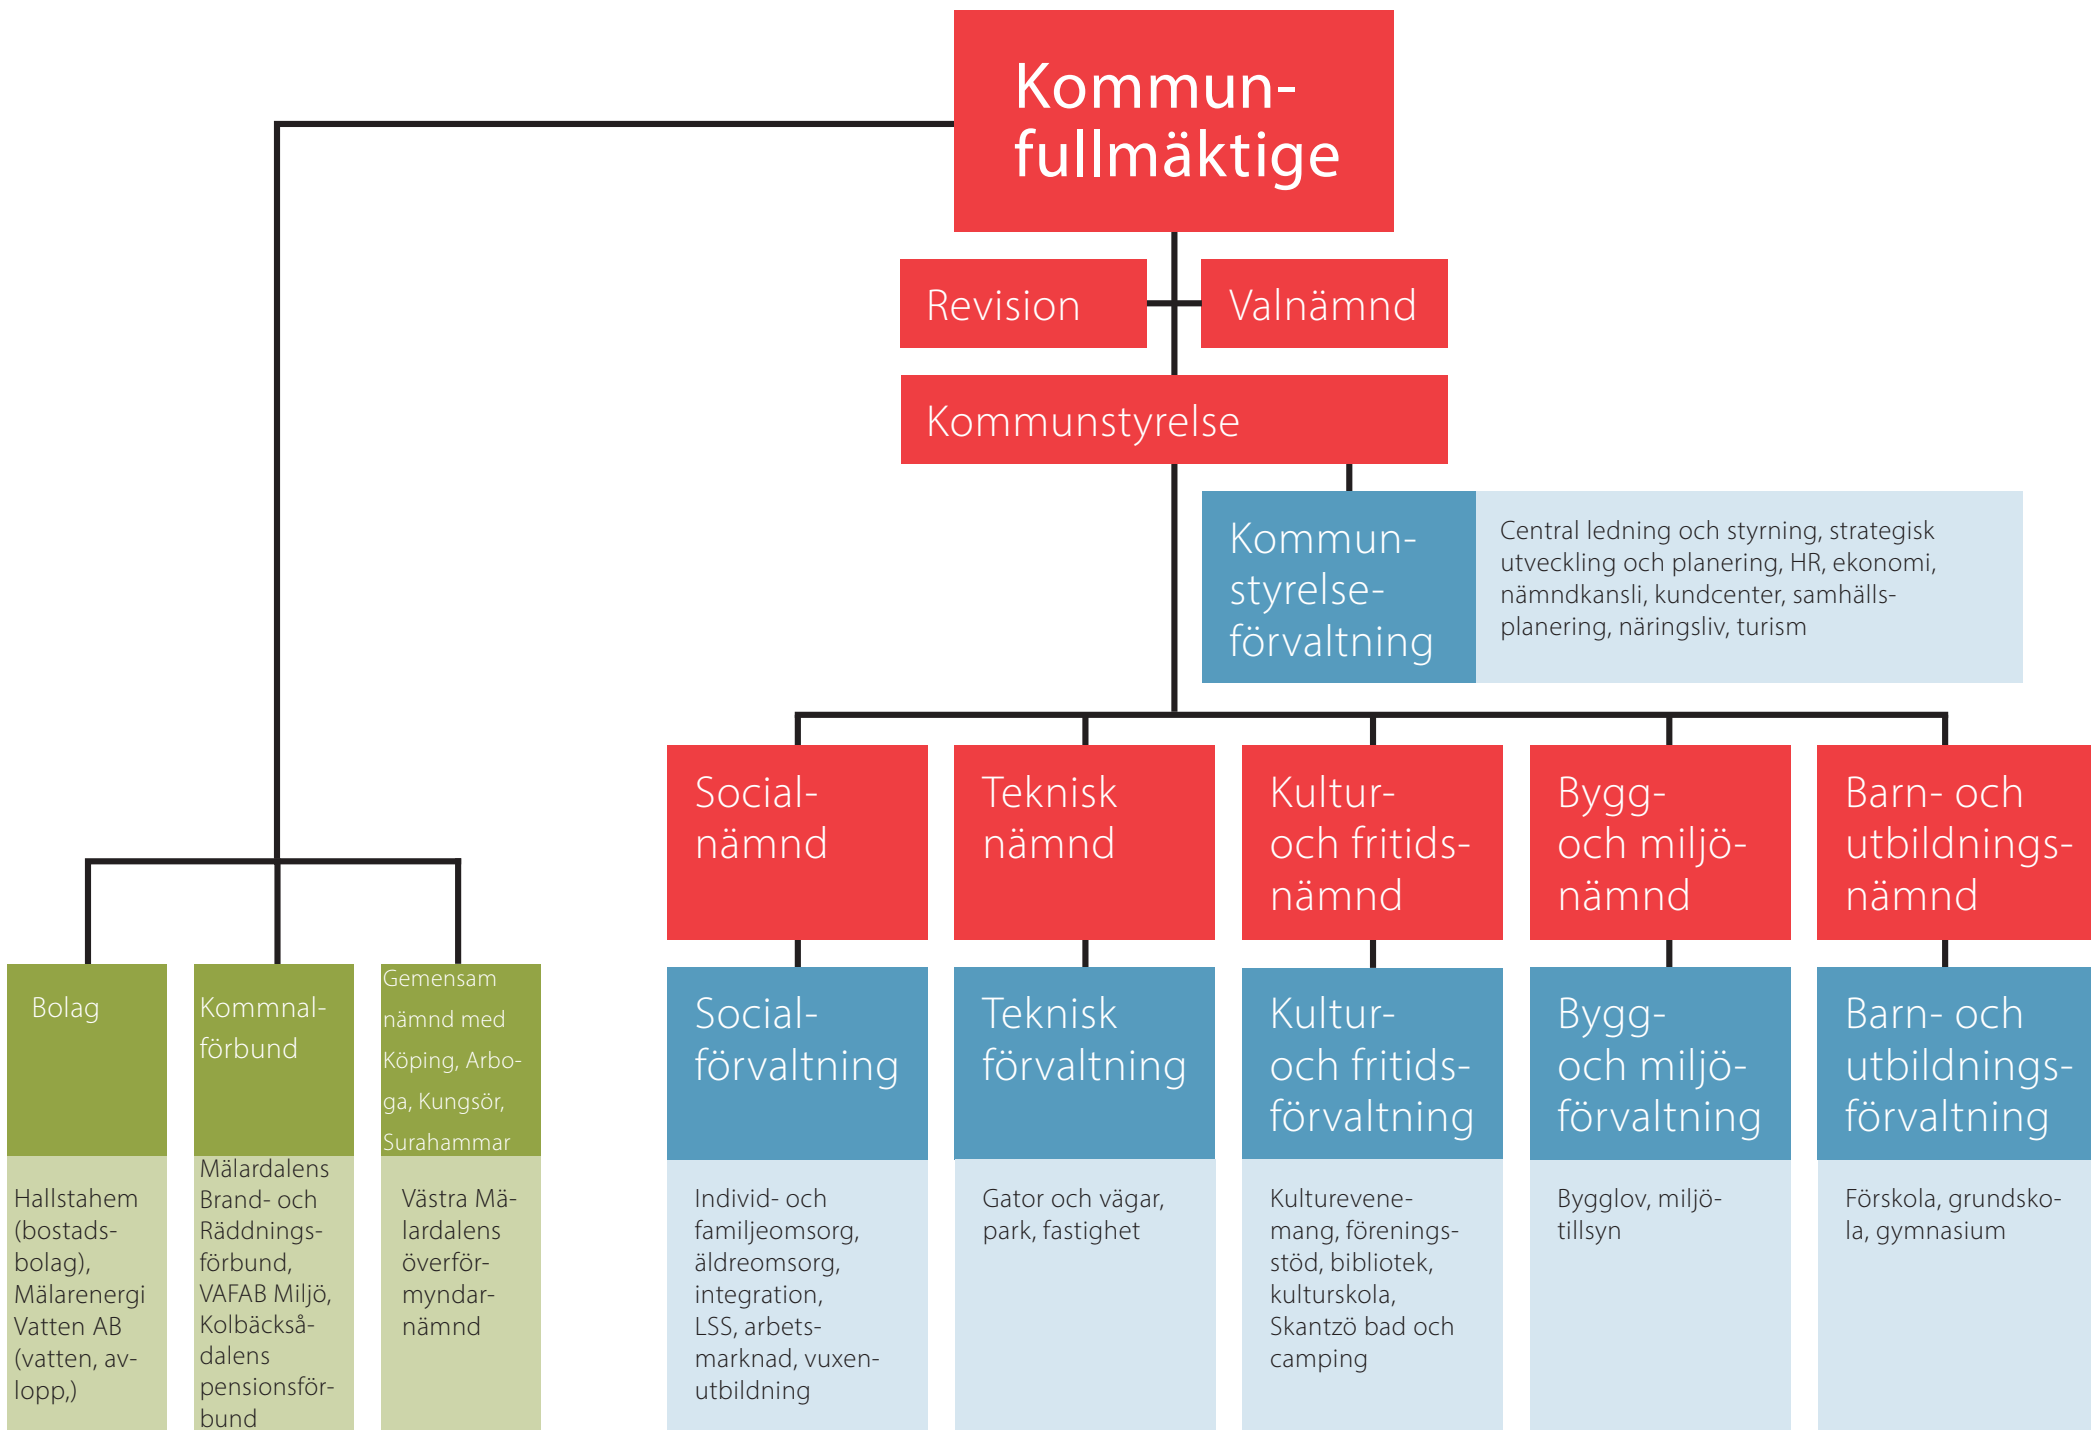 Kommun-
fullmäktige
Revision
Valnämnd
Kommunstyrelse
Kommun-
styrelse-
förvaltning
Central ledning och styrning, strategisk
utveckling och planering, HR, ekonomi,
nämndkansli, kundcenter, samhälls-
planering, näringsliv, turism
Social-
nämnd
Teknisk
nämnd
Kultur-
och fritids-
nämnd
Bygg-
och miljö-
nämnd
Barn- och
utbildnings-
nämnd
Bolag
Kommnal-
förbund
Gemensam
nämnd med
Köping, Arbo-
ga, Kungsör,
Surahammar
Social-
förvaltning
Teknisk
förvaltning
Kultur-
och fritids-
förvaltning
Bygg-
och miljö-
förvaltning
Barn- och
utbildnings-
förvaltning
Hallstahem
(bostads-
bolag),
Mälarenergi
Vatten AB
(vatten, av-
lopp,)
Mälardalens
Brand- och
Räddnings-
förbund,
VAFAB Miljö,
Kolbäckså-
dalens
pensionsför-
bund
Västra Mä-
lardalens
överför-
myndar-
nämnd
Individ- och
familjeomsorg,
äldreomsorg,
integration,
LSS, arbets-
marknad, vuxen-
utbildning
Gator och vägar,
park, fastighet
Kulturevene-
mang, förenings-
stöd, bibliotek,
kulturskola,
Skantzö bad och
camping
Bygglov, miljö-
tillsyn
Förskola, grundsko-
la, gymnasium